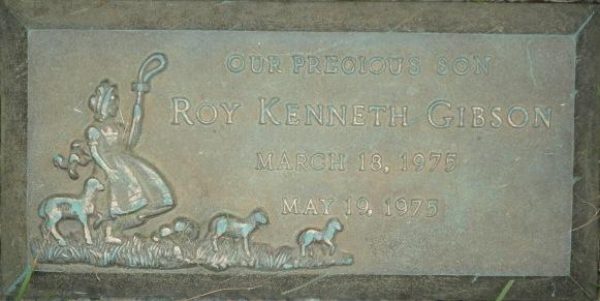 OUR PRECIOUS SON
ROY KENNETH GIBSON
MARCH 18, 1975
MAY 19, 1975